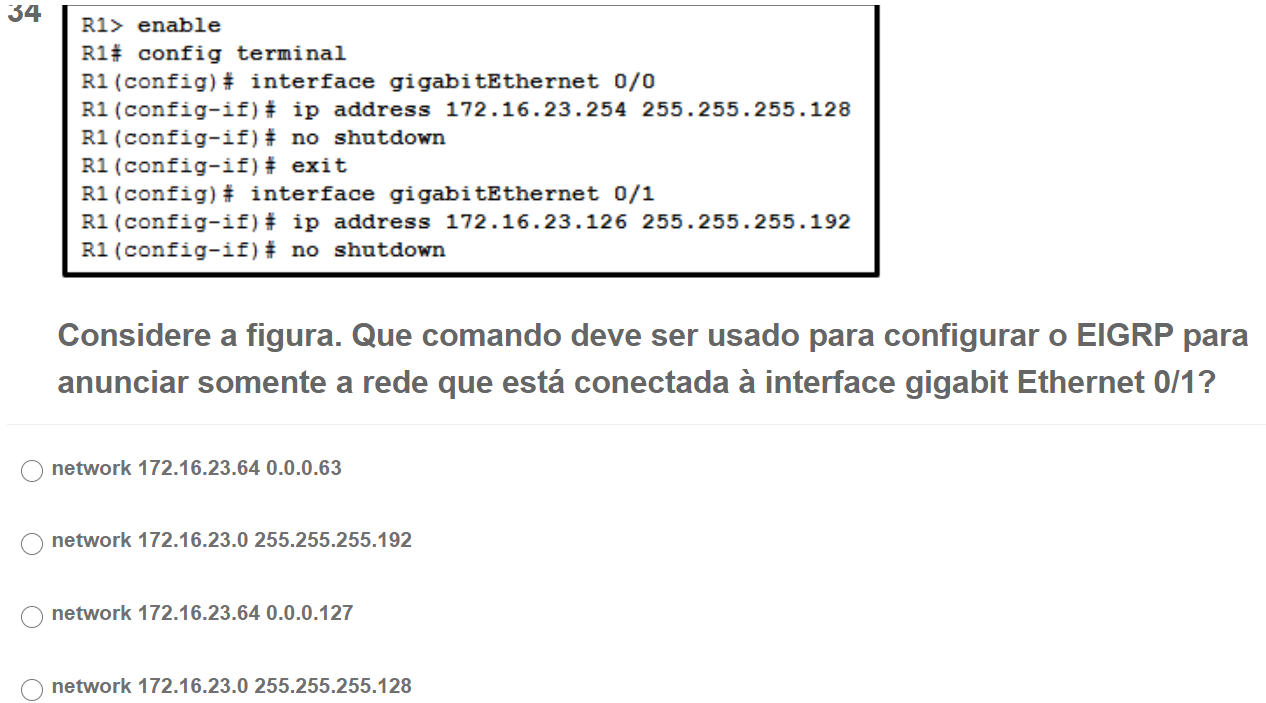 34
R1> enable
R1# config terminal
R1(config)# interface gigabitEthernet 0/0
R1(config-if)# ip address 172.16.23.254 255.255.255.128
R1(config-if)# no shutdown
R1(config-if)# exit
R1(config)# interface gigabitEthernet 0/1
R1(config-if)# ip address 172.16.23.126 255.255.255.192
R1(config-if)# no shutdown
Considere a figura. Que comando deve ser usado para configurar o EIGRP para
anunciar somente a rede que está conectada à interface gigabit Ethernet 0/1?
network 172.16.23.64 0.0.0.63
network 172.16.23.0 255.255.255.192
network 172.16.23.64 0.0.0.127
network 172.16.23.0 255.255.255.128